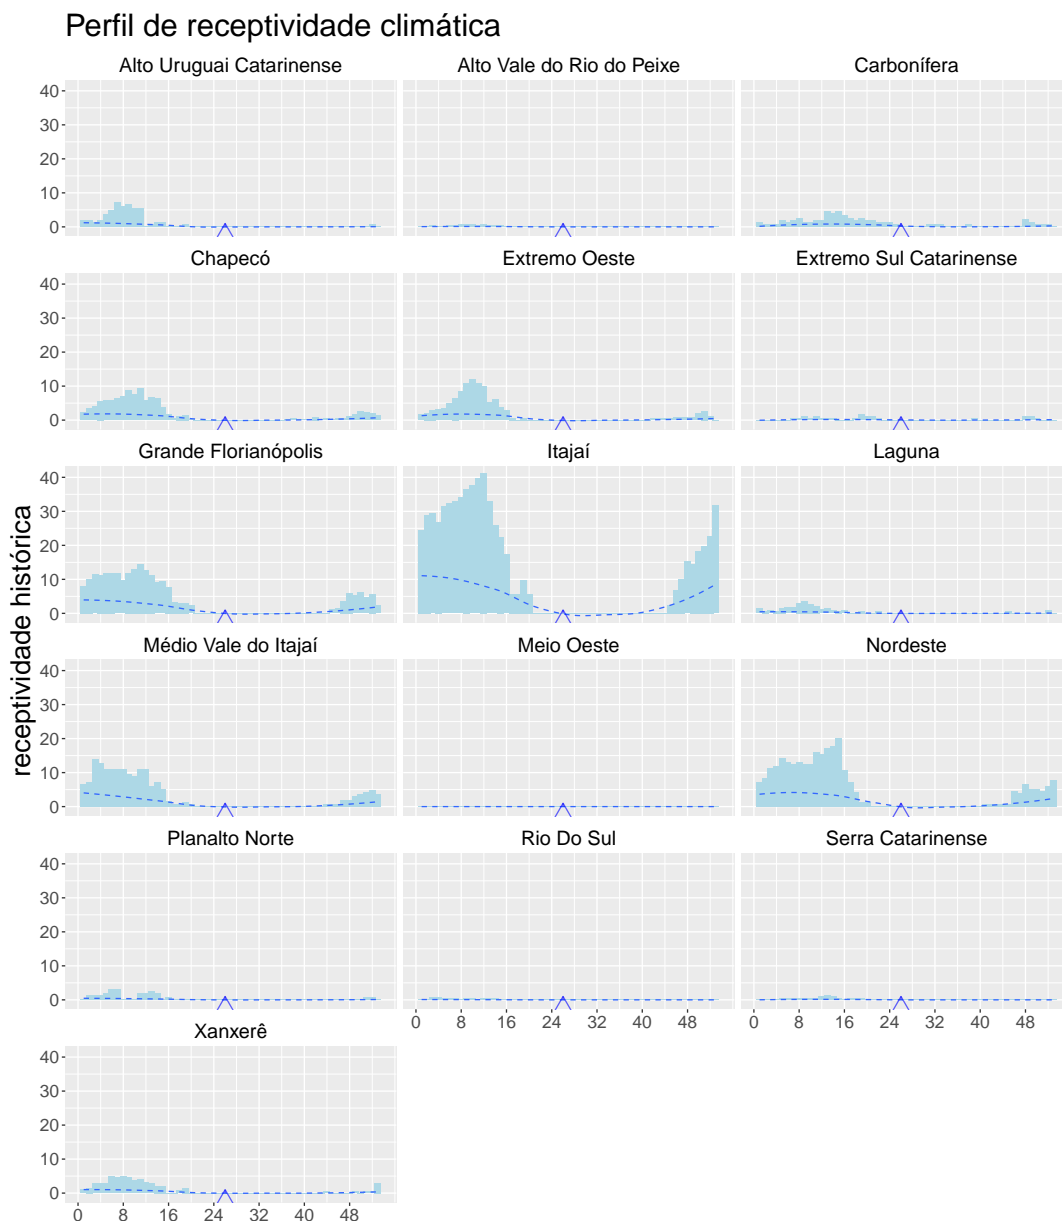 Perfil de receptividade climática
Alto Uruguai Catarinense
Alto Vale do Rio do Peixe
Carbonífera
40
30
20
10
0
Chapecó
Extremo Oeste
Extremo Sul Catarinense
40
30
20
10
0
Grande Florianópolis
Itajaí
Laguna
40
30
20
10
0
receptividade histórica
Médio Vale do Itajaí
Meio Oeste
Nordeste
40
30
20
10
0
Planalto Norte
Rio Do Sul
Serra Catarinense
40
30
20
10
0
0 8 16 24 32 40 48
0 8 16 24 32 40 48
Xanxerê
40
30
20
10
0
0 8 16 24 32 40 48